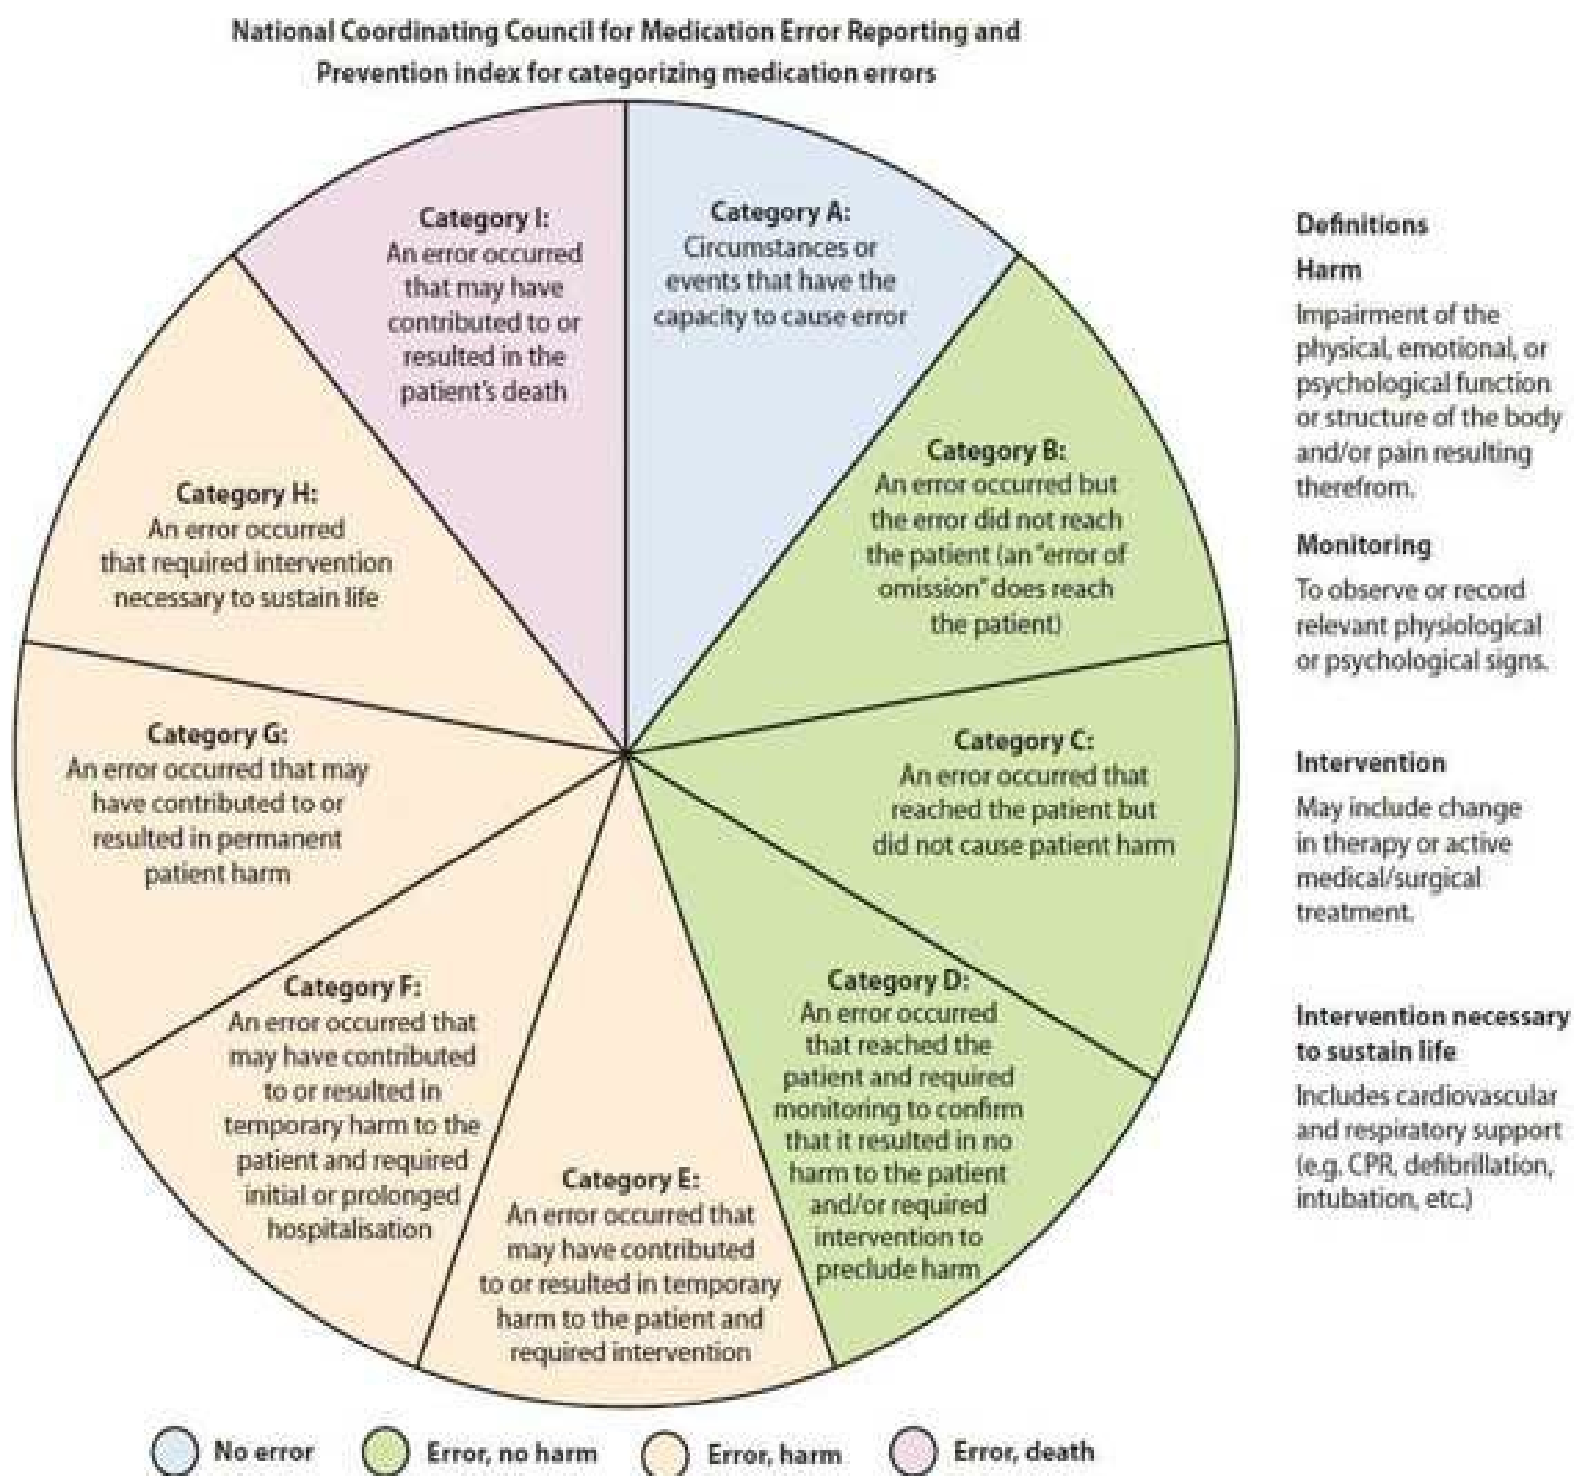 National Coordinating Council for Medication Error Reporting and
Prevention index for categorizing medication errors
Category I:
An error occurred
that may have
contributed to or
resulted in the
patient's death
Category A:
Circumstances or
events that have the
capacity to cause error
Category B:
An error occurred but
the error did not reach
the patient (an "error of
omission" does reach
the patient)
Category C:
An error occurred that
reached the patient but
did not cause patient harm
Category D:
An error occurred
that reached the
patient and required
monitoring to confirm
that it resulted in no
harm to the patient
and/or required
intervention to
preclude harm
Category E:
An error occurred that
may have contributed
to or resulted in temporary
harm to the patient and
required intervention
Category F:
An error occurred that
may have contributed
to or resulted in
temporary harm to the
patient and required
initial or prolonged
hospitalisation
Category G:
An error occurred that may
have contributed to or
resulted in permanent
patient harm
Category H:
An error occurred
that required intervention
necessary to sustain life
Definitions
Harm
Impairment of the
physical, emotional, or
psychological function
or structure of the body
and/or pain resulting
therefrom.
Monitoring
To observe or record
relevant physiological
or psychological signs.
Intervention
May include change
in therapy or active
medical/surgical
treatment.
Intervention necessary
to sustain life
Includes cardiovascular
and respiratory support
(e.g. CPR, defibrillation,
intubation, etc.)
No error
Error, no harm
Error, harm
Error, death